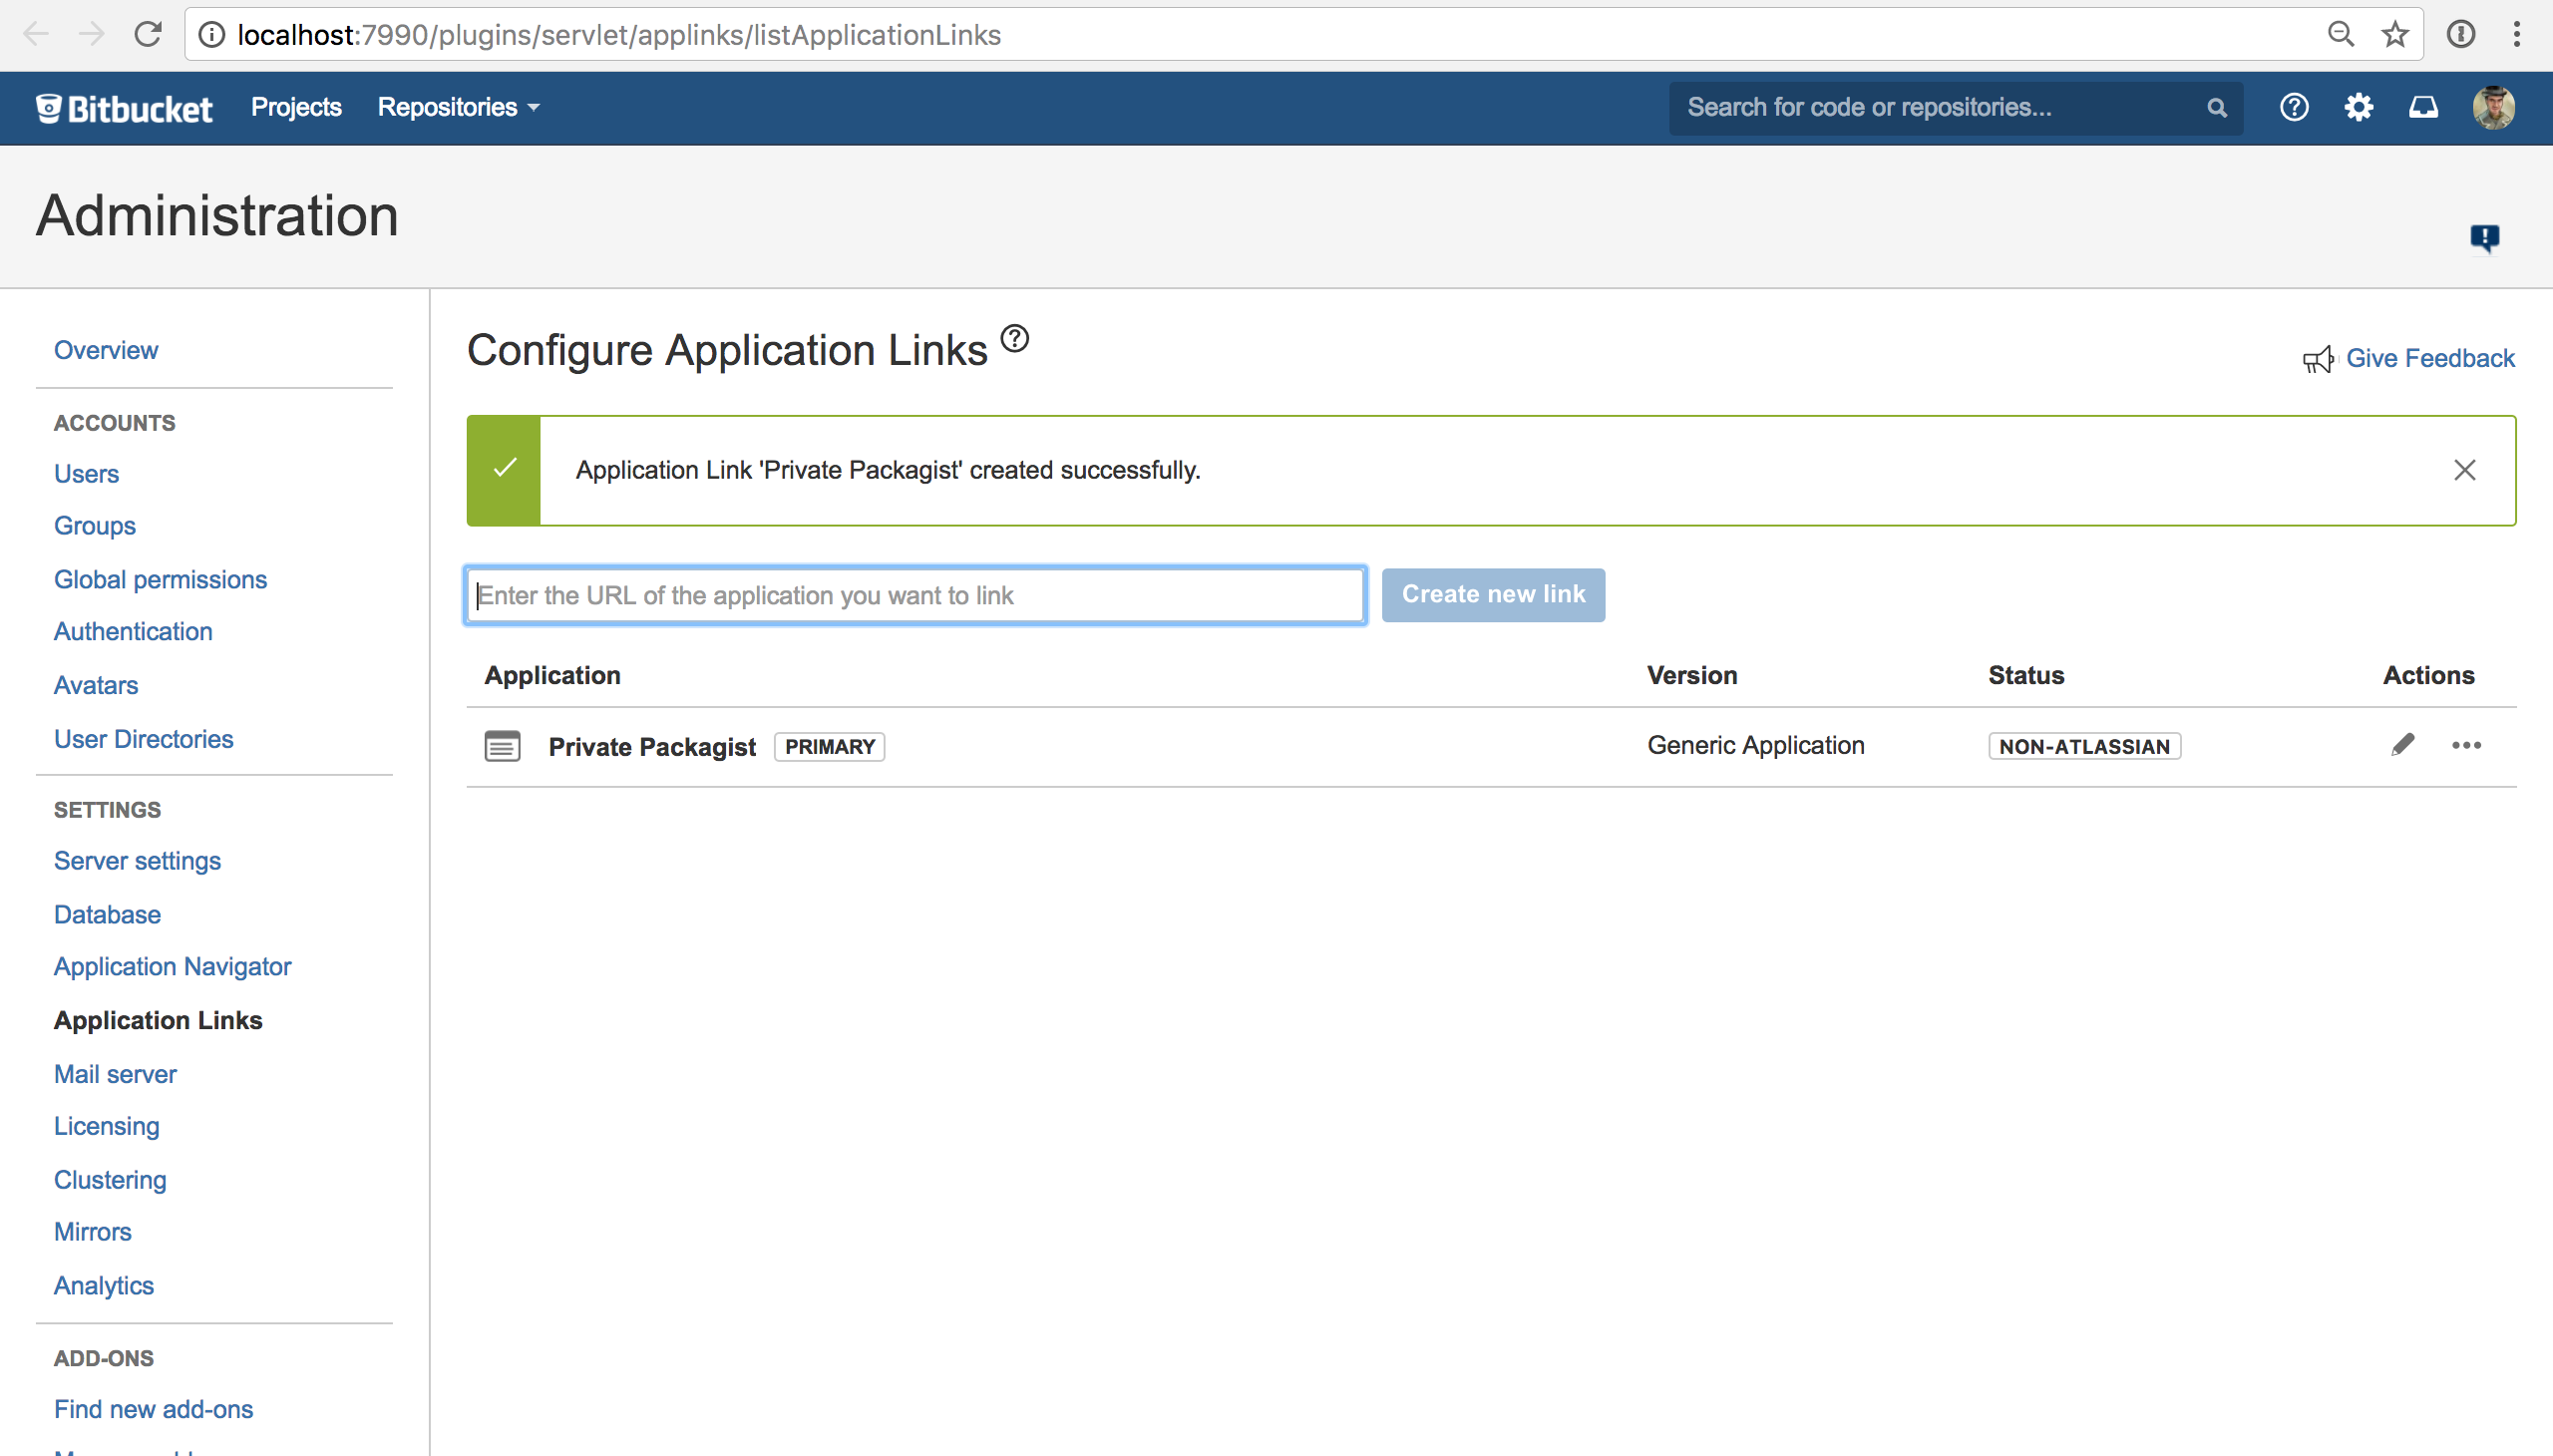 localhost:7990/plugins/servlet/applinks/listApplicationLinks
Bitbucket Projects Repositories Search for code or repositories...
Administration
Overview
ACCOUNTS
Users
Groups
Global permissions
Authentication
Avatars
User Directories
SETTINGS
Server settings
Database
Application Navigator
Application Links
Mail server
Licensing
Clustering
Mirrors
Analytics
ADD-ONS
Find new add-ons
Configure Application Links
Give Feedback
Application Link 'Private Packagist' created successfully.
Enter the URL of the application you want to link Create new link
Application Version Status Actions
Private Packagist PRIMARY Generic Application NON-ATLASSIAN